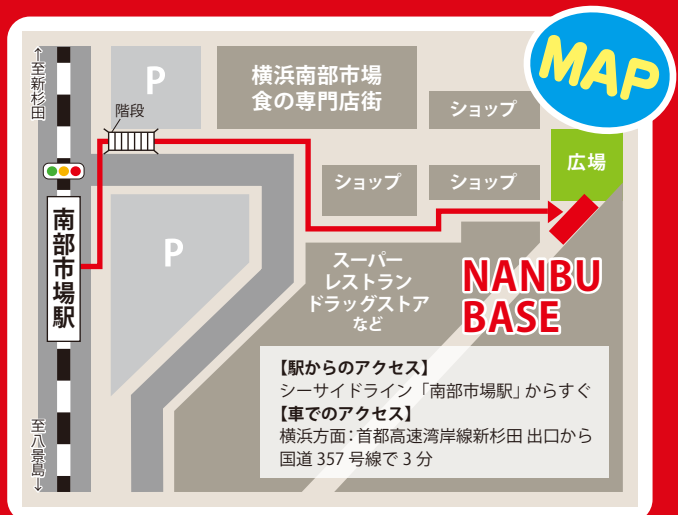 MAP
↑至新杉田
P
階段
横浜南部市場
食の専門店街
ショップ
広場
ショップ
ショップ
南部市場駅
P
スーパー
レストラン
ドラッグストア
など
NANBU
BASE
【駅からのアクセス】
シーサイドライン「南部市場駅」からすぐ
【車でのアクセス】
横浜方面：首都高速湾岸線新杉田 出口から
国道 357 号線で 3 分
至八景島↓